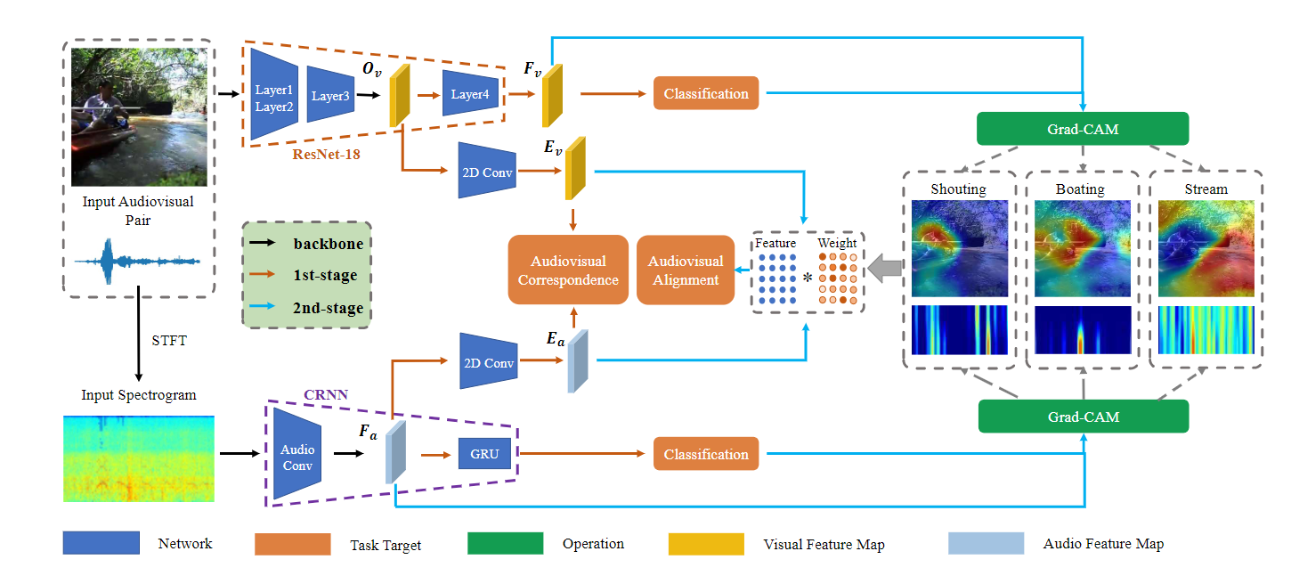 Input Audiovisual
Pair
STFT
Input Spectrogram
Layer1
Layer2
Layer3
O_v
Layer4
F_v
ResNet-18
Classification
2D Conv
E_v
backbone
1st-stage
2nd-stage
Audiovisual
Correspondence
Audiovisual
Alignment
Feature
Weight
*
2D Conv
E_a
CRNN
Audio
Conv
F_a
GRU
Classification
Grad-CAM
Shouting
Boating
Stream
Grad-CAM
Network
Task Target
Operation
Visual Feature Map
Audio Feature Map